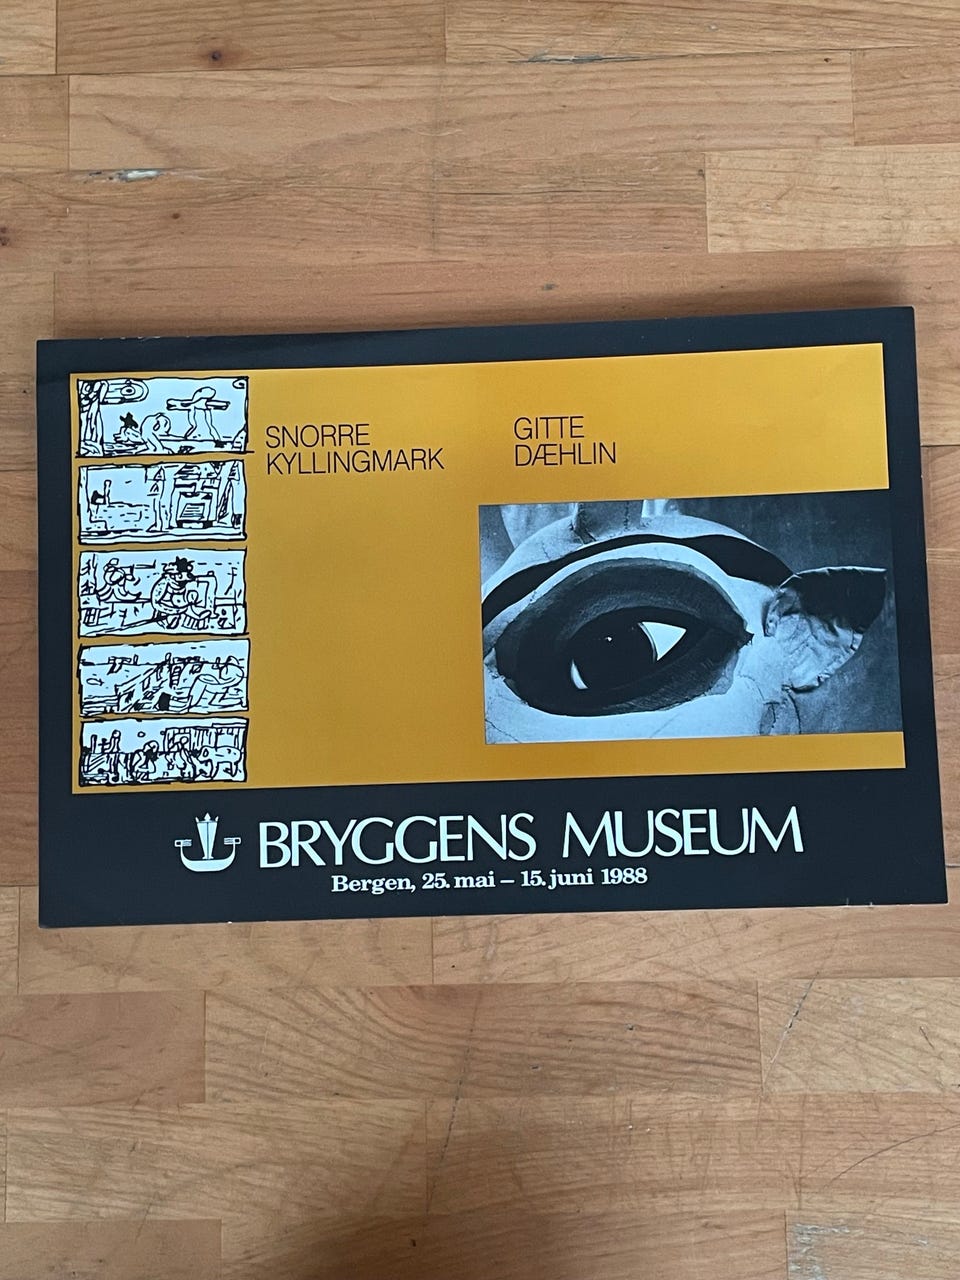 SNORRE
KYLLINGMARK
GITTE
DÆHLIN
BRYGGENS MUSEUM
Bergen, 25. mai – 15. juni 1988